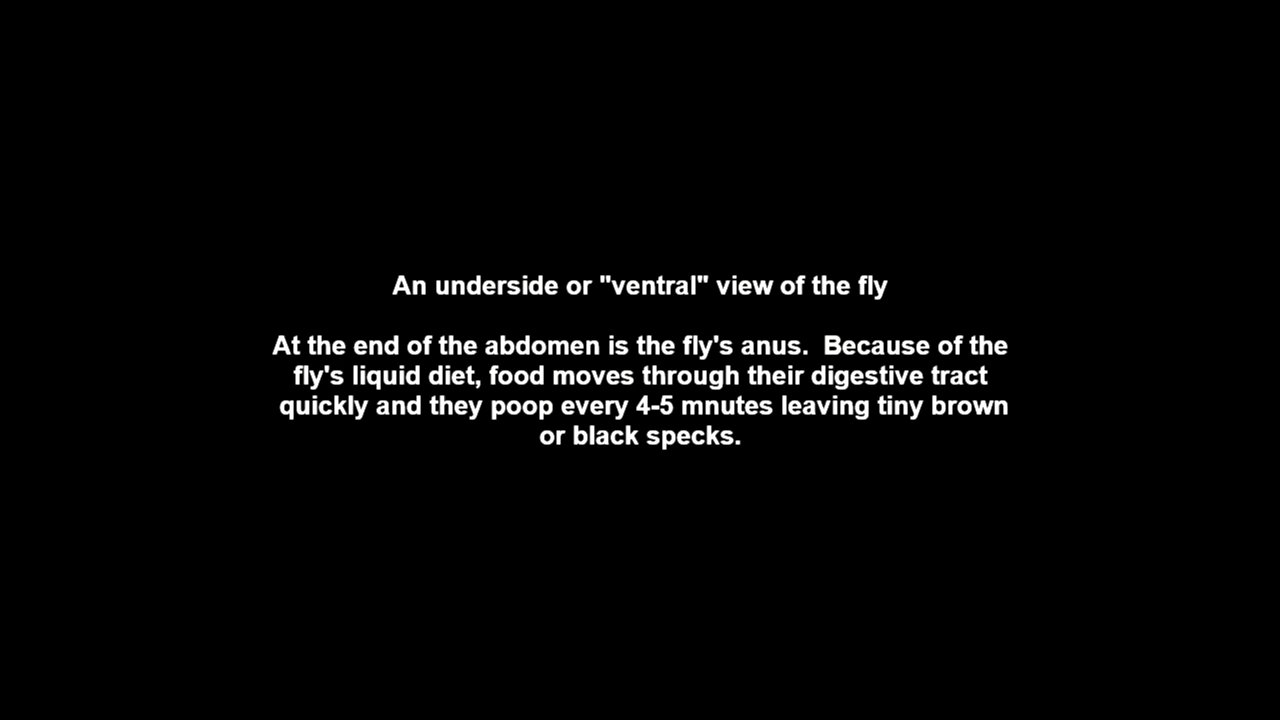 An underside or "ventral" view of the fly
At the end of the abdomen is the fly's anus.  Because of the
fly's liquid diet, food moves through their digestive tract
quickly and they poop every 4-5 mnutes leaving tiny brown
or black specks.